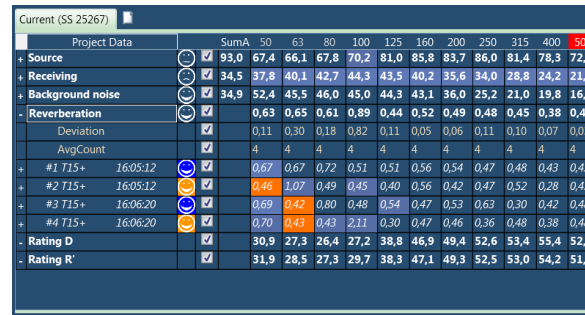 Current (SS 25267)
Project Data SumA 50 63 80 100 125 160 200 250 315 400 50
+ Source 93,0 67,4 66,1 67,8 70,2 81,0 85,8 83,7 86,0 81,4 78,3 72,
+ Receiving 34,5 37,8 40,1 42,7 44,3 43,5 40,2 35,6 34,0 28,8 24,2 21,
+ Background noise 34,9 52,4 45,5 46,0 45,0 44,3 43,1 36,0 25,2 21,0 19,8 16,
- Reverberation 0,63 0,65 0,61 0,89 0,44 0,52 0,49 0,48 0,45 0,38 0,4
Deviation 0,11 0,30 0,18 0,82 0,11 0,05 0,06 0,11 0,10 0,07 0,0
AvgCount 4 4 4 4 4 4 4 4 4 4 4
+ #1 T15+ 16:05:12 0,67 0,67 0,72 0,51 0,51 0,56 0,54 0,47 0,48 0,43 0,4
+ #2 T15+ 16:05:12 0,46 1,07 0,49 0,45 0,40 0,56 0,42 0,47 0,52 0,28 0,4
+ #3 T15+ 16:06:20 0,69 0,42 0,80 0,48 0,54 0,47 0,53 0,63 0,30 0,42 0,4
+ #4 T15+ 16:06:20 0,70 0,43 0,43 2,11 0,30 0,47 0,46 0,36 0,48 0,38 0,4
- Rating D 30,9 27,3 26,4 27,2 38,8 46,9 49,4 52,6 53,4 55,4 52,
- Rating R' 31,9 28,5 27,3 29,7 38,3 47,1 49,3 52,5 53,0 54,2 51,